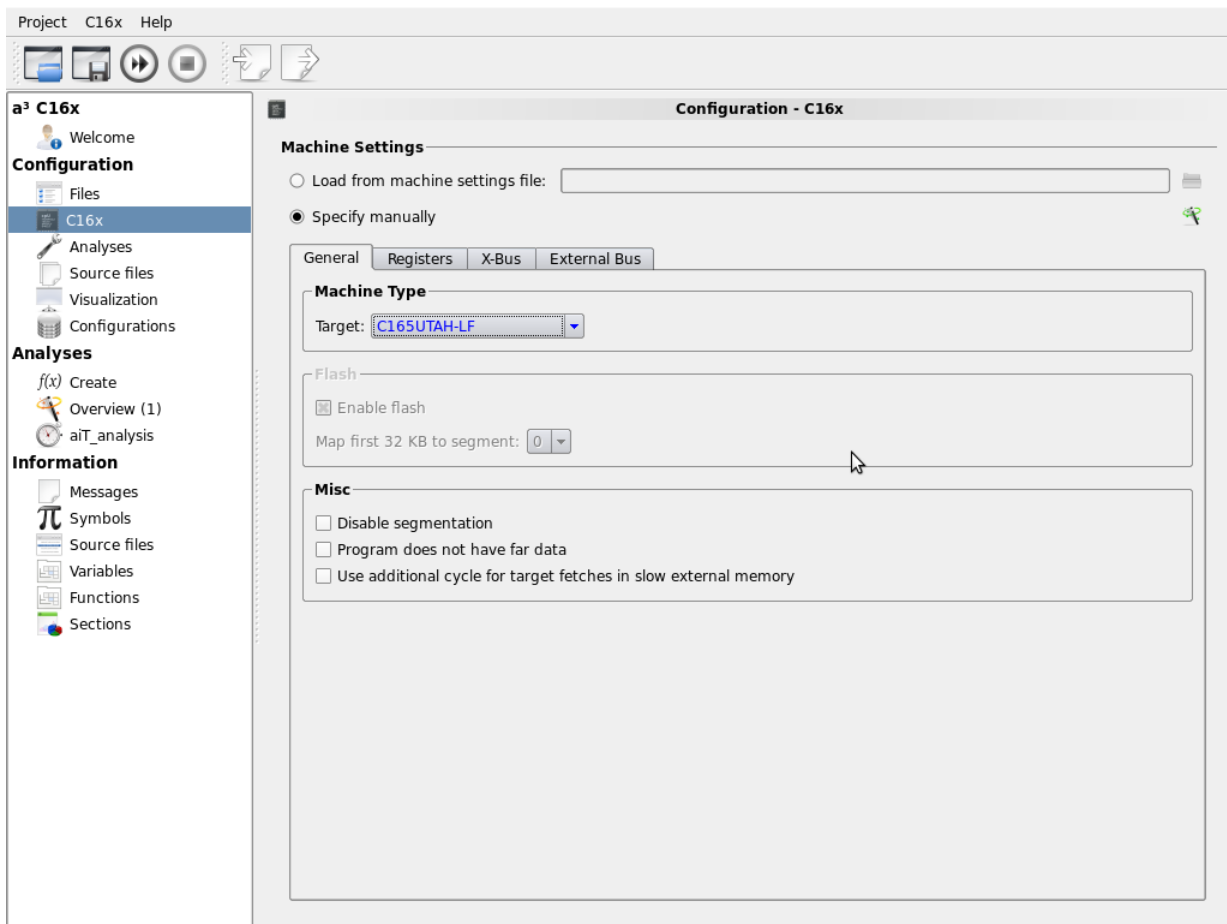 Project C16x Help
a³ C16x
Welcome
Configuration
Files
C16x
Analyses
Source files
Visualization
Configurations
Analyses
f(x) Create
Overview (1)
aiT_analysis
Information
Messages
π Symbols
Source files
Variables
Functions
Sections
Configuration - C16x
Machine Settings
Load from machine settings file:
Specify manually
General Registers X-Bus External Bus
Machine Type
Target: C165UTAH-LF
Flash
Enable flash
Map first 32 KB to segment: 0
Misc
Disable segmentation
Program does not have far data
Use additional cycle for target fetches in slow external memory